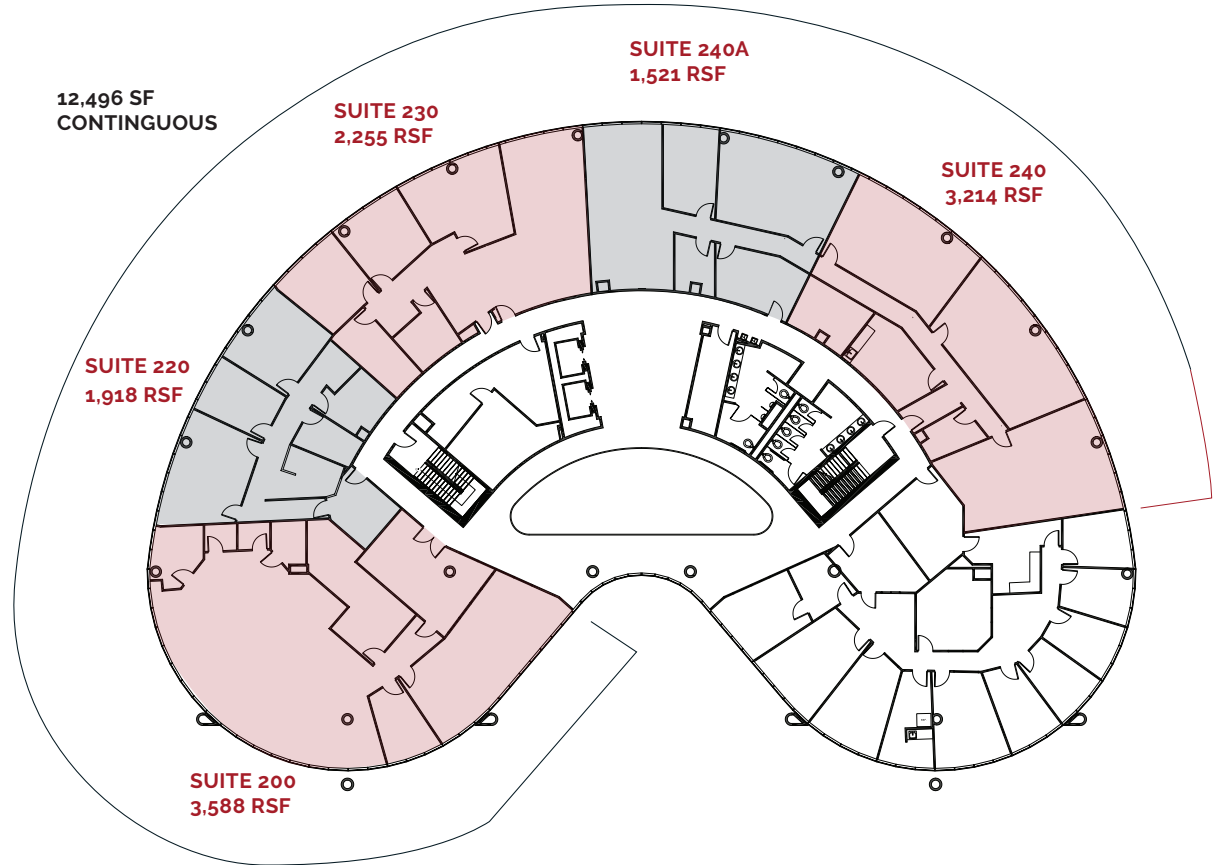 SUITE 240A
1,521 RSF
12,496 SF
CONTINGUOUS
SUITE 230
2,255 RSF
SUITE 240
3,214 RSF
SUITE 220
1,918 RSF
SUITE 200
3,588 RSF